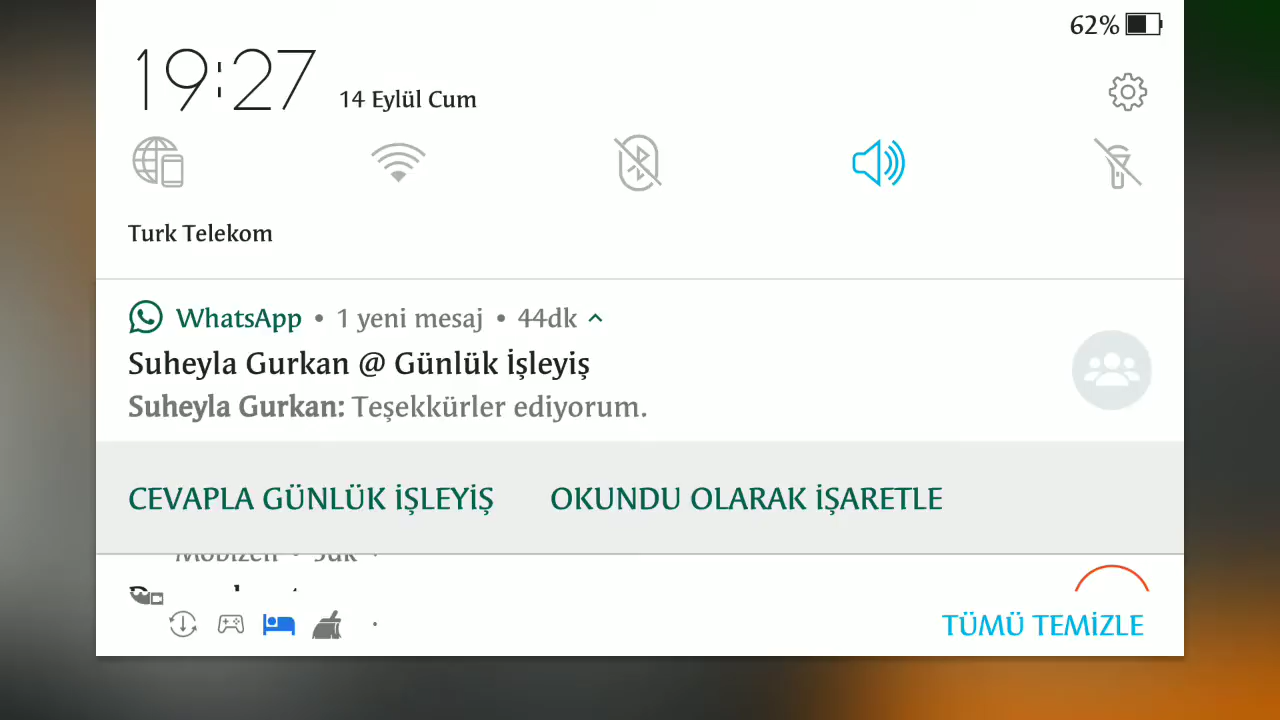 62%
19:27 14 Eylül Cum
Turk Telekom
WhatsApp • 1 yeni mesaj • 44dk
Suheyla Gurkan @ Günlük İşleyiş
Suheyla Gurkan: Teşekkürler ediyorum.
CEVAPLA GÜNLÜK İŞLEYİŞ OKUNDU OLARAK İŞARETLE
Mobizen •
TÜMÜ TEMİZLE